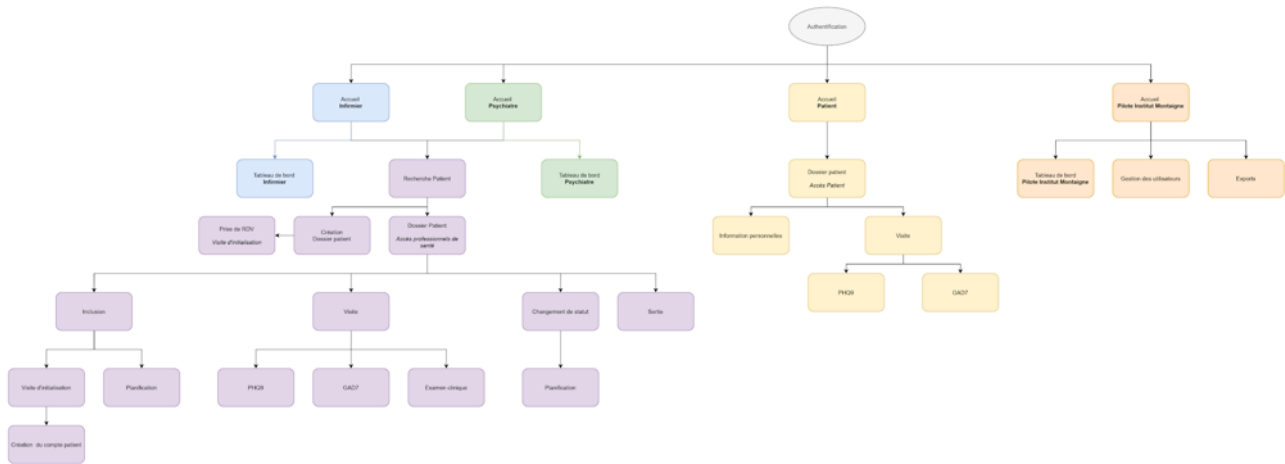 Authentification
Accueil
Infirmier
Accueil
Psychiatre
Accueil
Patient
Accueil
Pilote Institut Montaigne
Tableau de bord
Infirmier
Recherche Patient
Tableau de bord
Psychiatre
Dossier patient
Accès Patient
Tableau de bord
Pilote Institut Montaigne
Gestion des utilisateurs
Exports
Prise de RDV
Visite d'initialisation
Création
Dossier patient
Dossier Patient
Accès professionnels de
santé
Information personnelles
Visite
PHQ9
GAD7
Inclusion
Visite
Changement de statut
Sortie
Visite d'initialisation
Planification
PHQ9
GAD7
Examen clinique
Planification
Création du compte patient